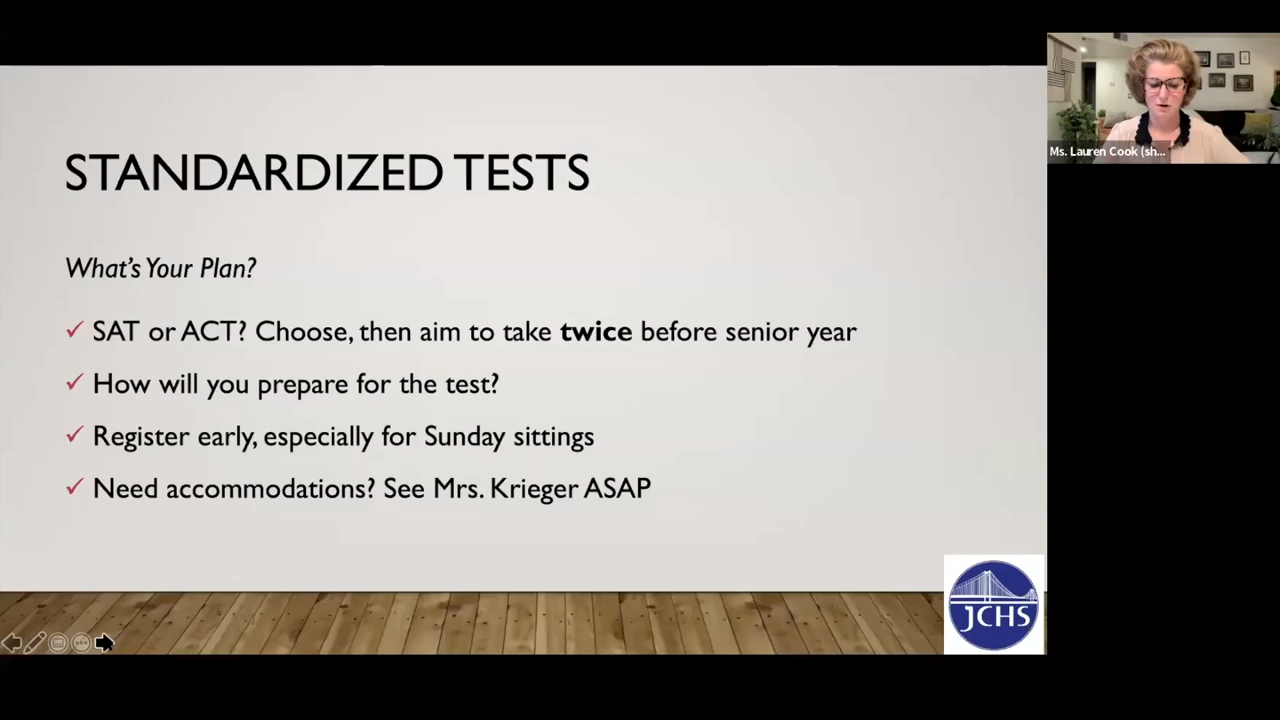 STANDARDIZED TESTS
What's Your Plan?
SAT or ACT? Choose, then aim to take twice before senior year
How will you prepare for the test?
Register early, especially for Sunday sittings
Need accommodations? See Mrs. Krieger ASAP
JCHS
Ms. Lauren Cook (sh...